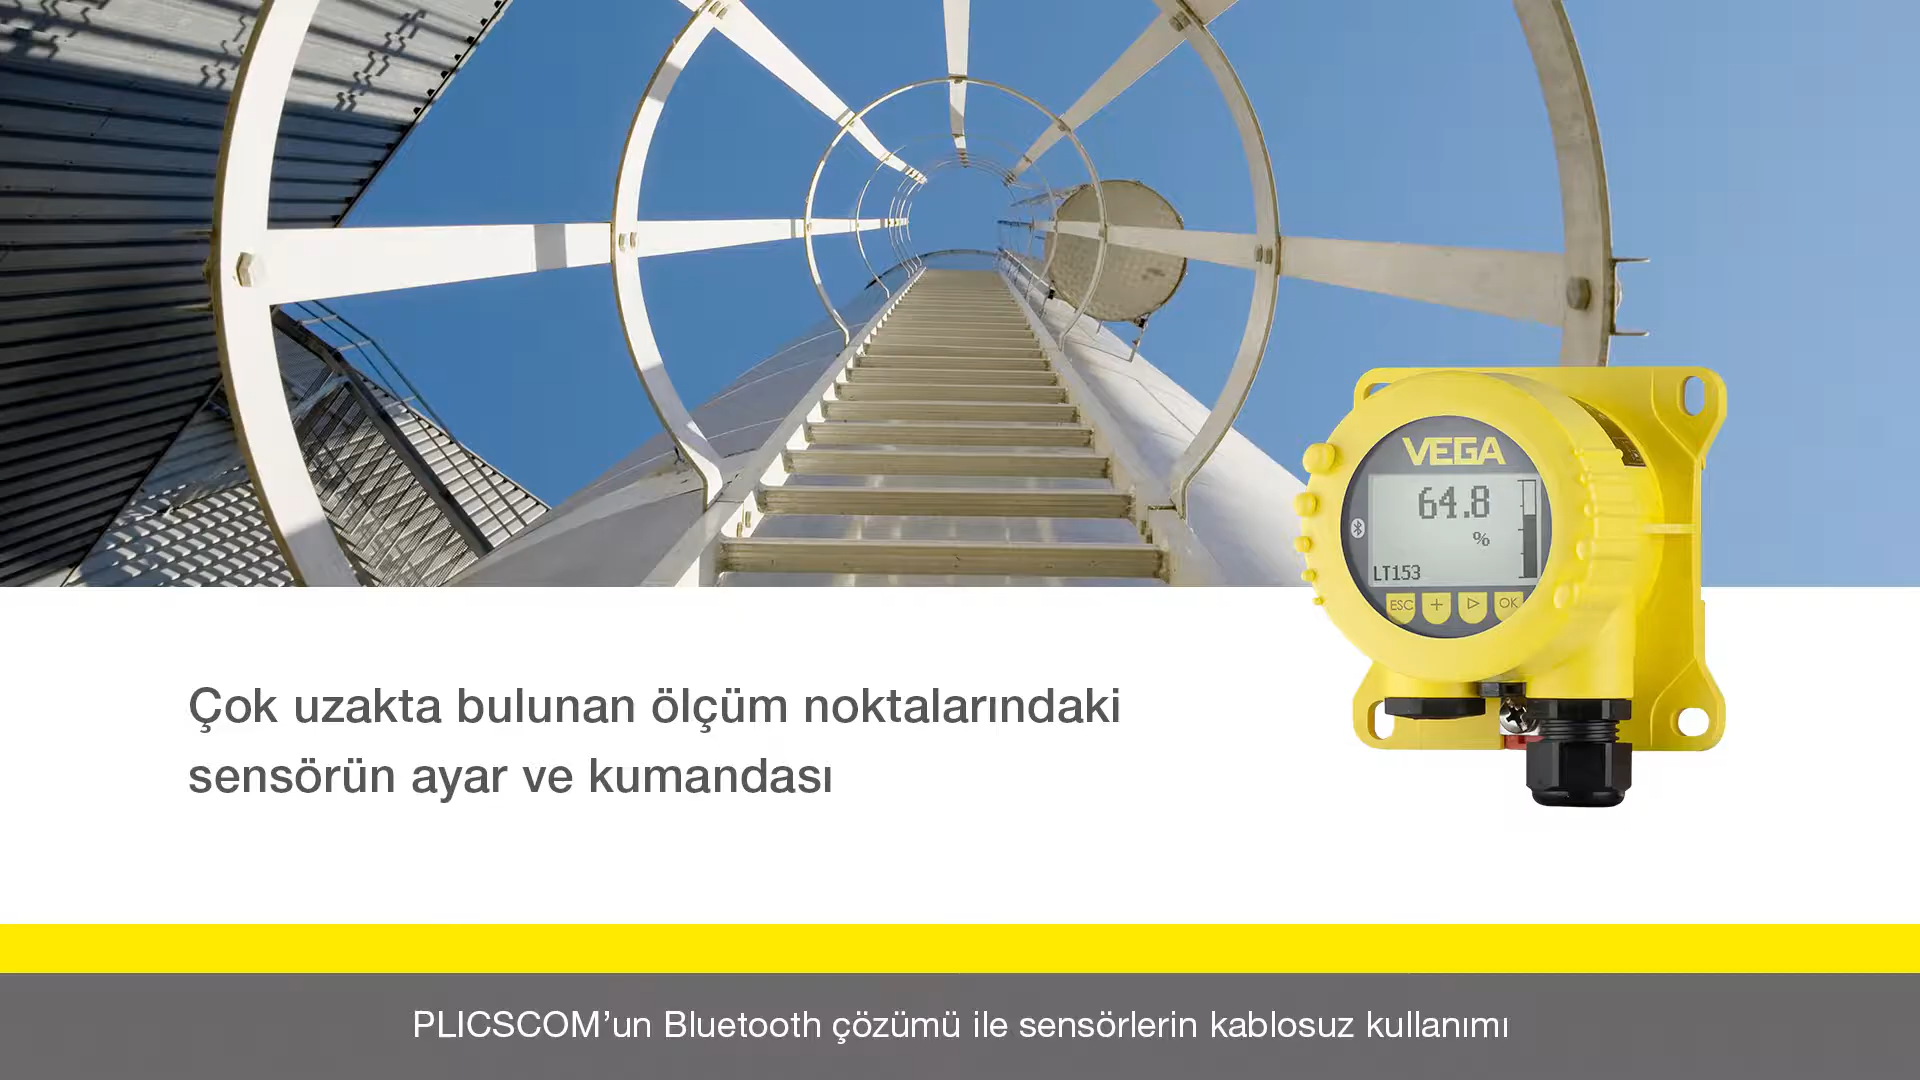 VEGA
64.8
%
LT153
ESC + ▷ OK
Çok uzakta bulunan ölçüm noktalarındaki
sensörün ayar ve kumandası
PLICSCOM’un Bluetooth çözümü ile sensörlerin kablosuz kullanımı